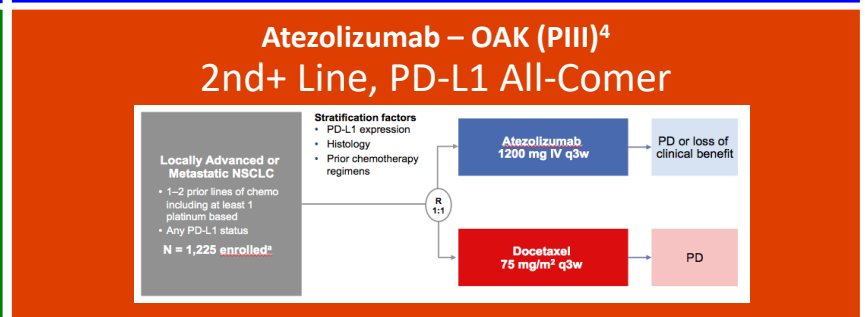 Atezolizumab – OAK (PIII)⁴
2nd+ Line, PD-L1 All-Comer
Locally Advanced or
Metastatic NSCLC
• 1–2 prior lines of chemo
including at least 1
platinum based
• Any PD-L1 status
N = 1,225 enrolledª
Stratification factors
• PD-L1 expression
• Histology
• Prior chemotherapy
regimens
R
1:1
Atezolizumab
1200 mg IV q3w
PD or loss of
clinical benefit
Docetaxel
75 mg/m² q3w
PD